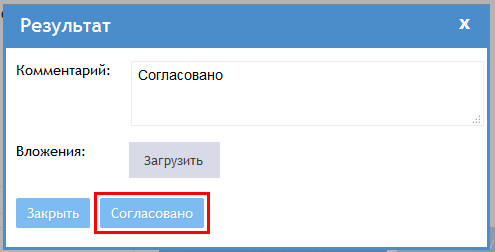 Результат x
Комментарий: Согласовано
Вложения: Загрузить
Закрыть Согласовано